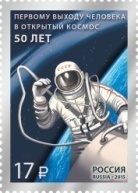 ПЕРВОМУ ВЫХОДУ ЧЕЛОВЕКА
В ОТКРЫТЫЙ КОСМОС
50 ЛЕТ
17 ₽
РОССИЯ
RUSSIA · 2015